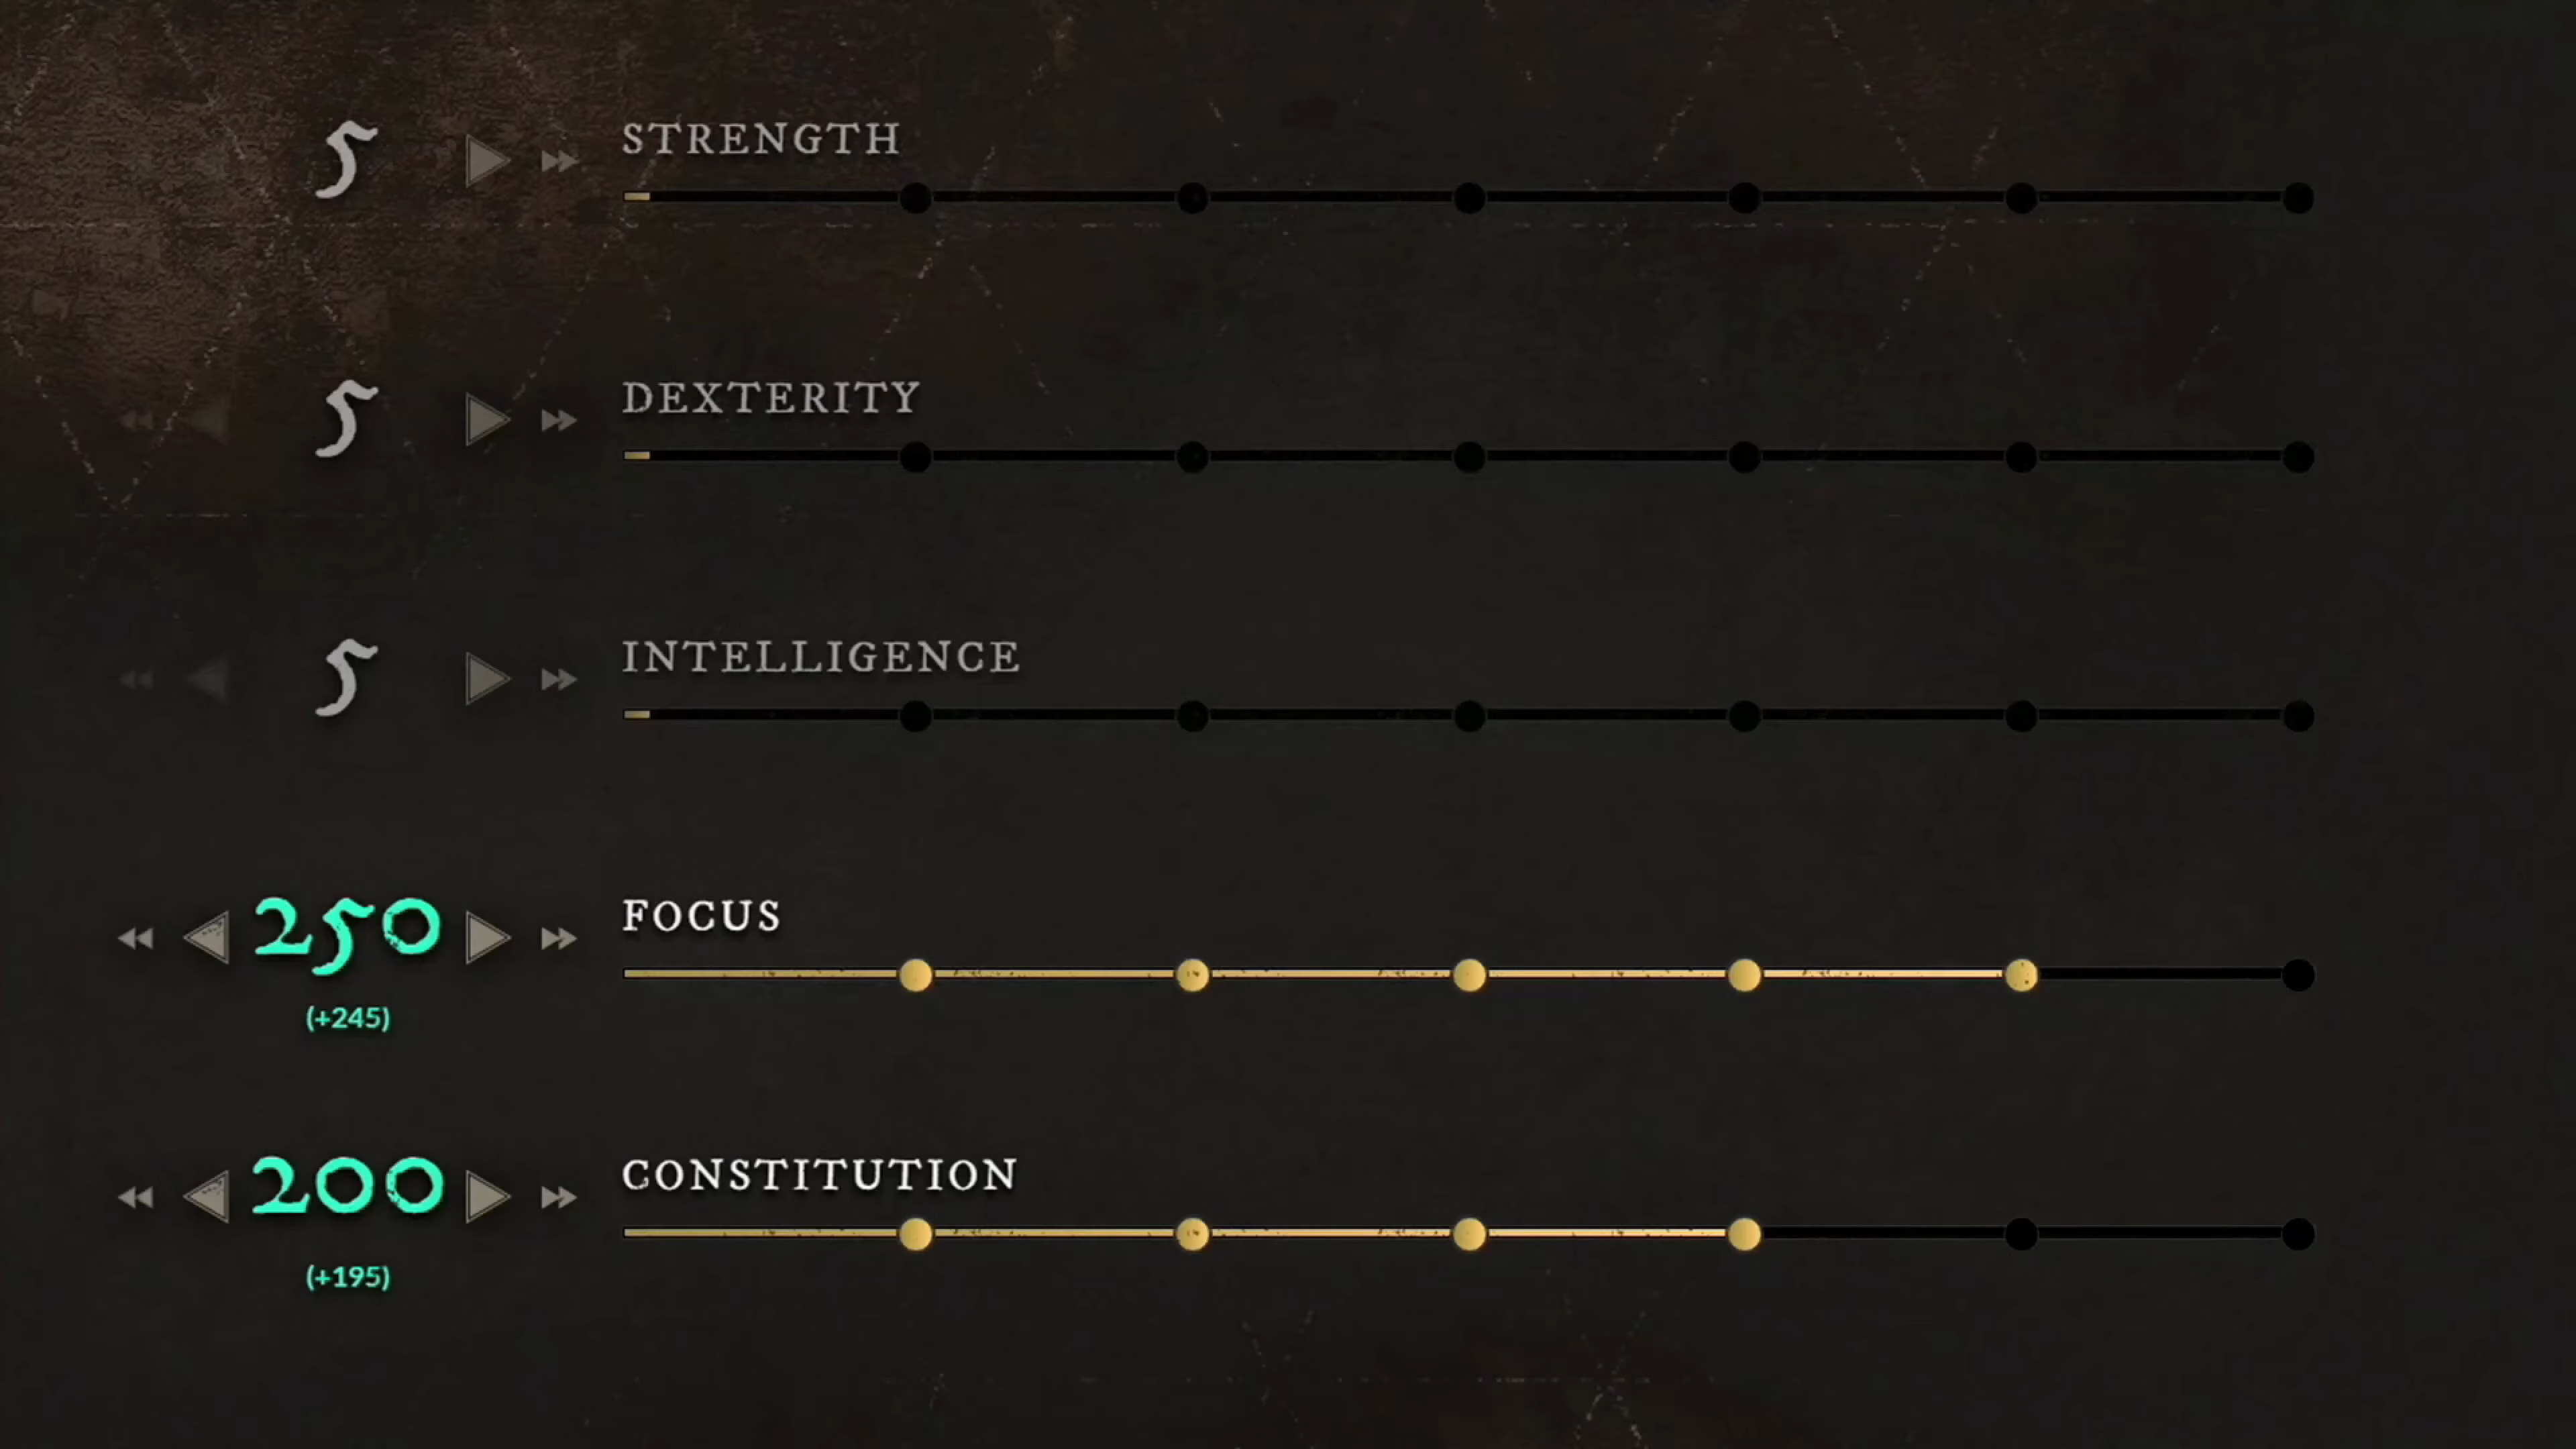 5 STRENGTH
5 DEXTERITY
5 INTELLIGENCE
250 FOCUS
(+245)
200 CONSTITUTION
(+195)